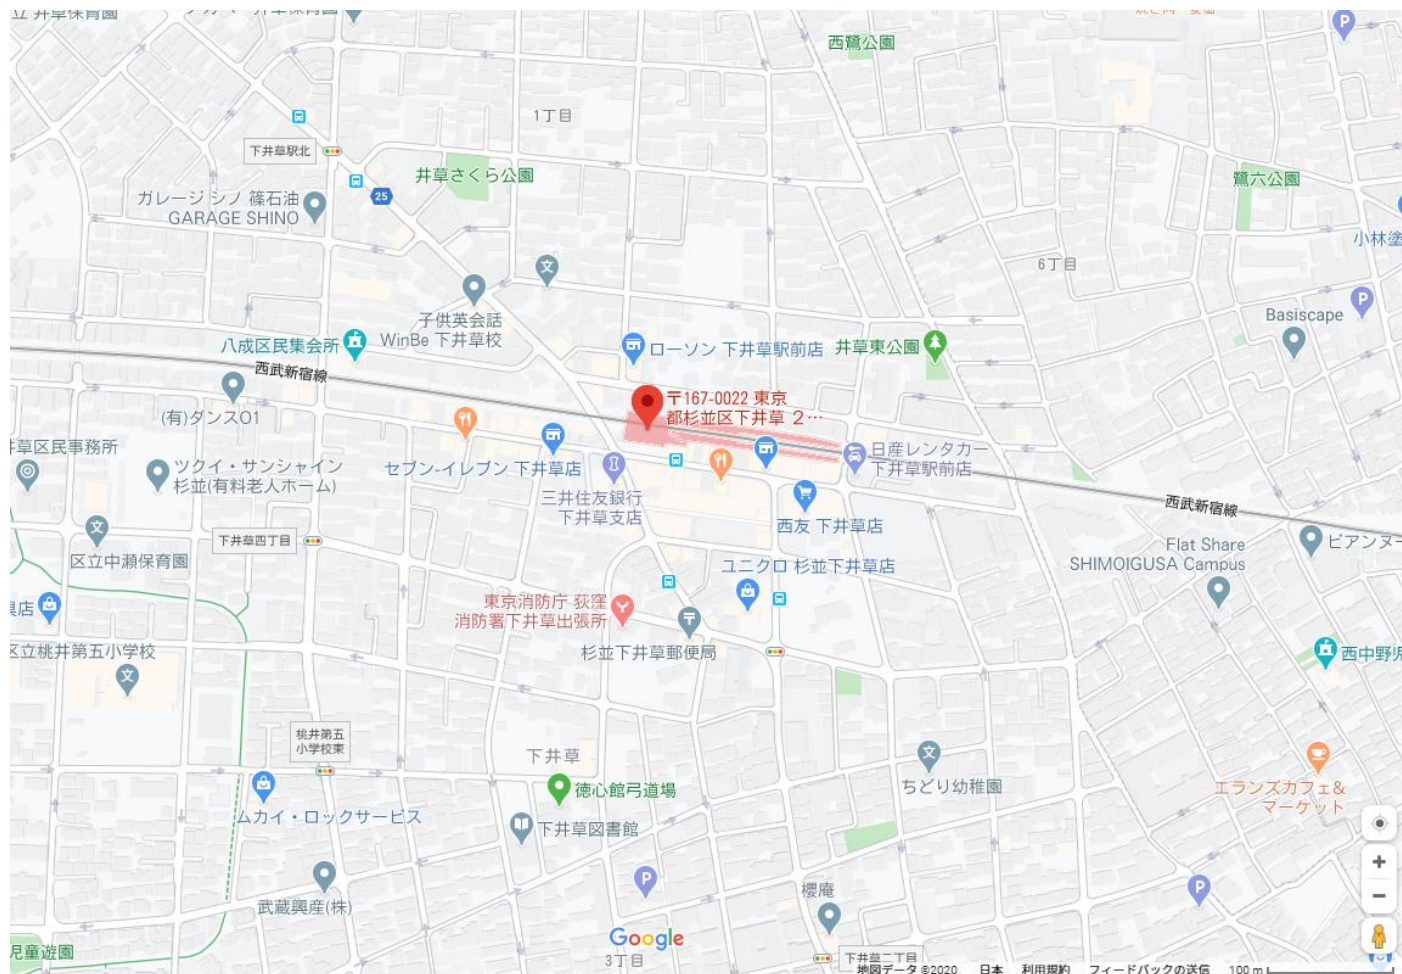 立 井草保育園
西鷺公園
P
1丁目
下井草駅北
井草さくら公園
鷺六公園
ガレージ シノ 篠石油
GARAGE SHINO
25
小林塗
文
6丁目
子供英会話
WinBe 下井草校
Basiscape
P
八成区民集会所
ローソン 下井草駅前店
井草東公園
西武新宿線
(有)ダンス01
〒167-0022 東京
都杉並区下井草 2…
草区民事務所
ツクイ・サンシャイン
杉並(有料老人ホーム)
セブン-イレブン 下井草店
日産レンタカー
下井草駅前店
三井住友銀行
下井草支店
西友 下井草店
西武新宿線
文
区立中瀬保育園
下井草四丁目
Flat Share
SHIMOIGUSA Campus
ビアンヌー
ユニクロ 杉並下井草店
東京消防庁 荻窪
消防署下井草出張所
〒
杉並下井草郵便局
店
区立桃井第五小学校
文
西中野児
桃井第五
小学校東
下井草
文
ちどり幼稚園
徳心館弓道場
エランズカフェ&
マーケット
ムカイ・ロックサービス
下井草図書館
武蔵興産(株)
P
櫻庵
P
+
−
児童遊園
Google
3丁目
下井草二丁目
地図データ ©2020 日本 利用規約 フィードバックの送信 100 m